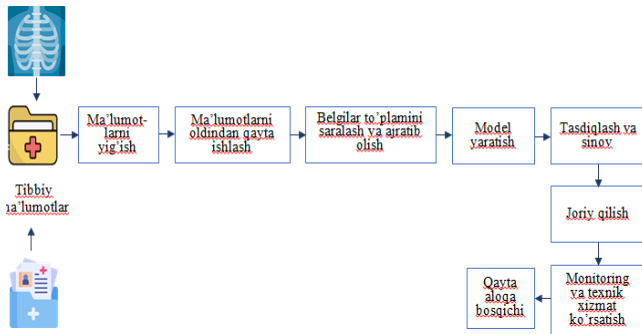 Ma’lumot-
larni
yig’ish
Ma’lumotlarni
oldindan qayta
ishlash
Belgilar to’plamini
saralash va ajratib
olish
Model
yaratish
Tasdiqlash va
sinov
Tibbiy
ma’lumotlar
Joriy qilish
Qayta
aloqa
bosqichi
Monitoring
va texnik
xizmat
ko’rsatish